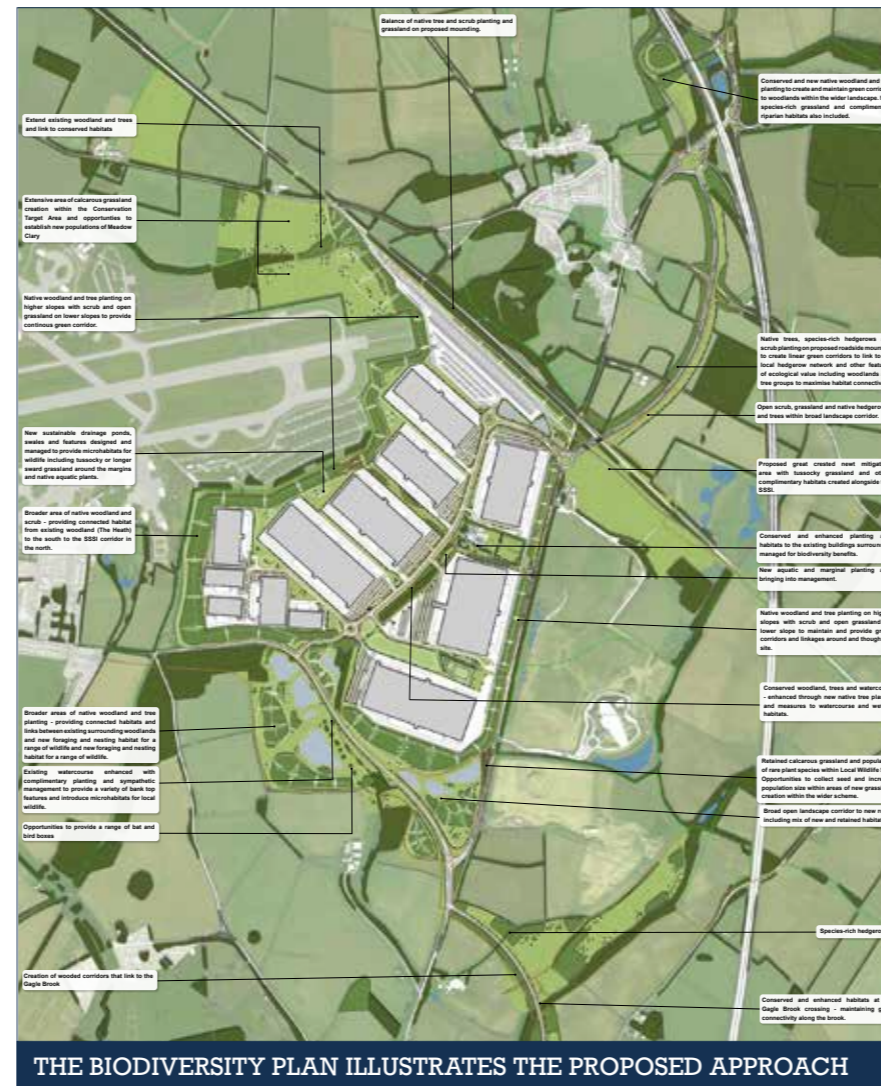 Balance of native tree and scrub planting and
grassland on proposed mounding.
Extend existing woodland and trees
and link to conserved habitats
Extensive area of calcarous grassland
creation within the Conservation
Target Area and opportunties to
establish new populations of Meadow
Clary
Native woodland and tree planting on
higher slopes with scrub and open
grassland on lower slopes to provide
continous green corridor.
New sustainable drainage ponds,
swales and features designed and
managed to provide microhabitats for
wildlife including tussocky or longer
sward grassland around the margins
and native aquatic plants.
Broader area of native woodland and
scrub - providing connected habitat
from existing woodland (The Heath)
to the south to the SSSI corridor in
the north.
Broader areas of native woodland and tree
planting - providing connected habitats and
links between existing surrounding woodlands
and new foraging and nesting habitat for a
range of wildlife and new foraging and nesting
habitat for a range of wildlife.
Existing watercourse enhanced with
complimentary planting and sympathetic
management to provide a variety of bank top
features and introduce microhabitats for local
wildlife.
Opportunities to provide a range of bat and
bird boxes
Creation of wooded corridors that link to the
Gagle Brook
Conserved and new native woodland and
planting to create and maintain green corri
to woodlands within the wider landscape.
species-rich grassland and complimen
riparian habitats also included.
Native trees, species-rich hedgerows
scrub planting on proposed roadside moun
to create linear green corridors to link to
local hedgerow network and other featu
of ecological value including woodlands
tree groups to maximise habitat connectiv
Open scrub, grassland and native hedgero
and trees within broad landscape corridor.
Proposed great crested newt mitigat
area with tussocky grassland and ot
complimentary habitats created alongside
SSSI.
Conserved and enhanced planting
habitats to the existing buildings surroun
managed for biodiversity benefits.
New aquatic and marginal planting
bringing into management.
Native woodland and tree planting on hig
slopes with scrub and open grassland
lower slope to maintain and provide gr
corridors and linkages around and though
site.
Conserved woodland, trees and waterco
- enhanced through new native tree plan
and measures to watercourse and we
habitats.
Retained calcarous grassland and popula
of rare plant species within Local Wildlife
Opportunities to collect seed and incre
population size within areas of new grass
creation within the wider scheme.
Broad open landscape corridor to new r
including mix of new and retained habitat
Species-rich hedgero
Conserved and enhanced habitats at
Gagle Brook crossing - maintaining g
connectivity along the brook.
THE BIODIVERSITY PLAN ILLUSTRATES THE PROPOSED APPROACH